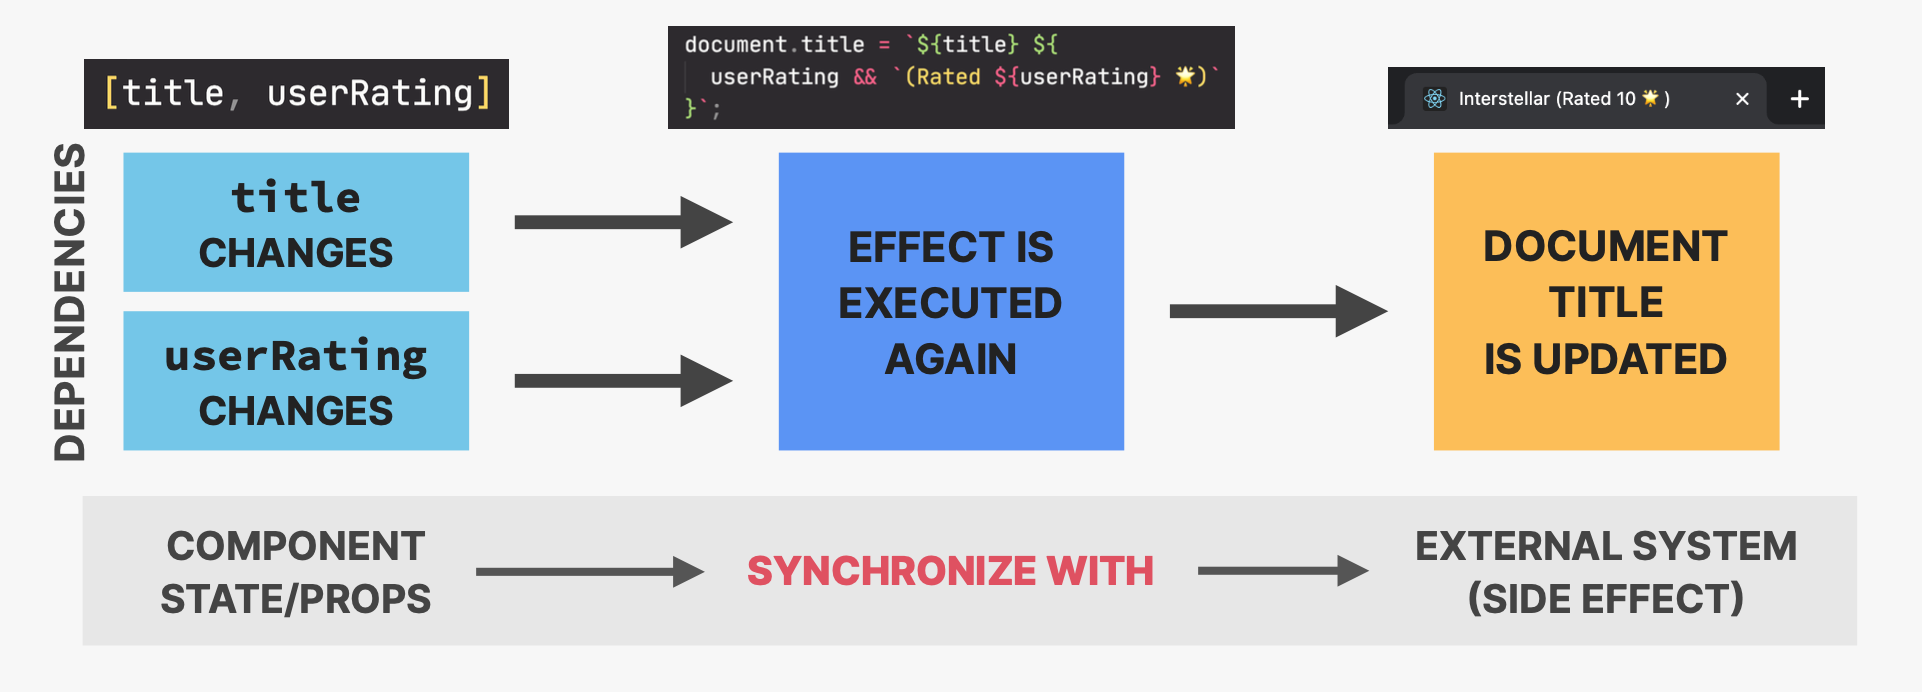 [title, userRating]
document.title = `${title} ${
userRating && `(Rated ${userRating} 🌟)`
}`;
Interstellar (Rated 10 🌟 )
DEPENDENCIES
title
CHANGES
userRating
CHANGES
EFFECT IS
EXECUTED
AGAIN
DOCUMENT
TITLE
IS UPDATED
COMPONENT
STATE/PROPS
SYNCHRONIZE WITH
EXTERNAL SYSTEM
(SIDE EFFECT)